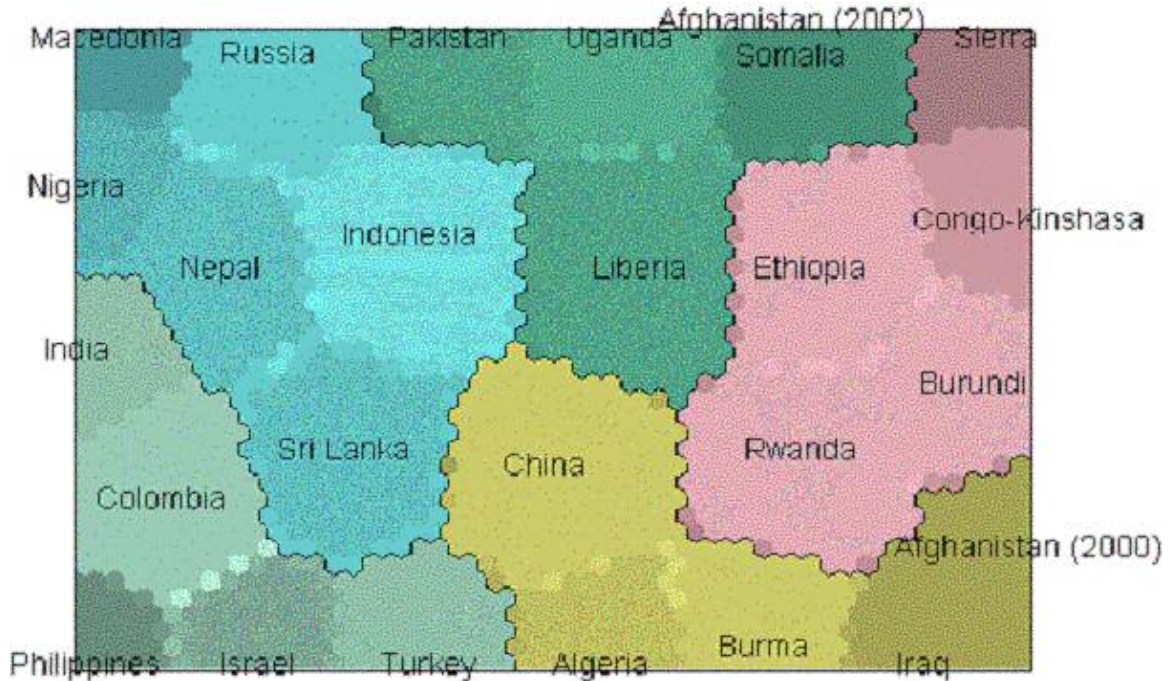 Afghanistan (2002)
Macedonia
Russia
Pakistan
Uganda
Somalia
Sierra
Nigeria
Nepal
Indonesia
Liberia
Ethiopia
Congo-Kinshasa
India
Burundi
Sri Lanka
China
Rwanda
Colombia
Afghanistan (2000)
Philippines
Israel
Turkey
Algeria
Burma
Iraq